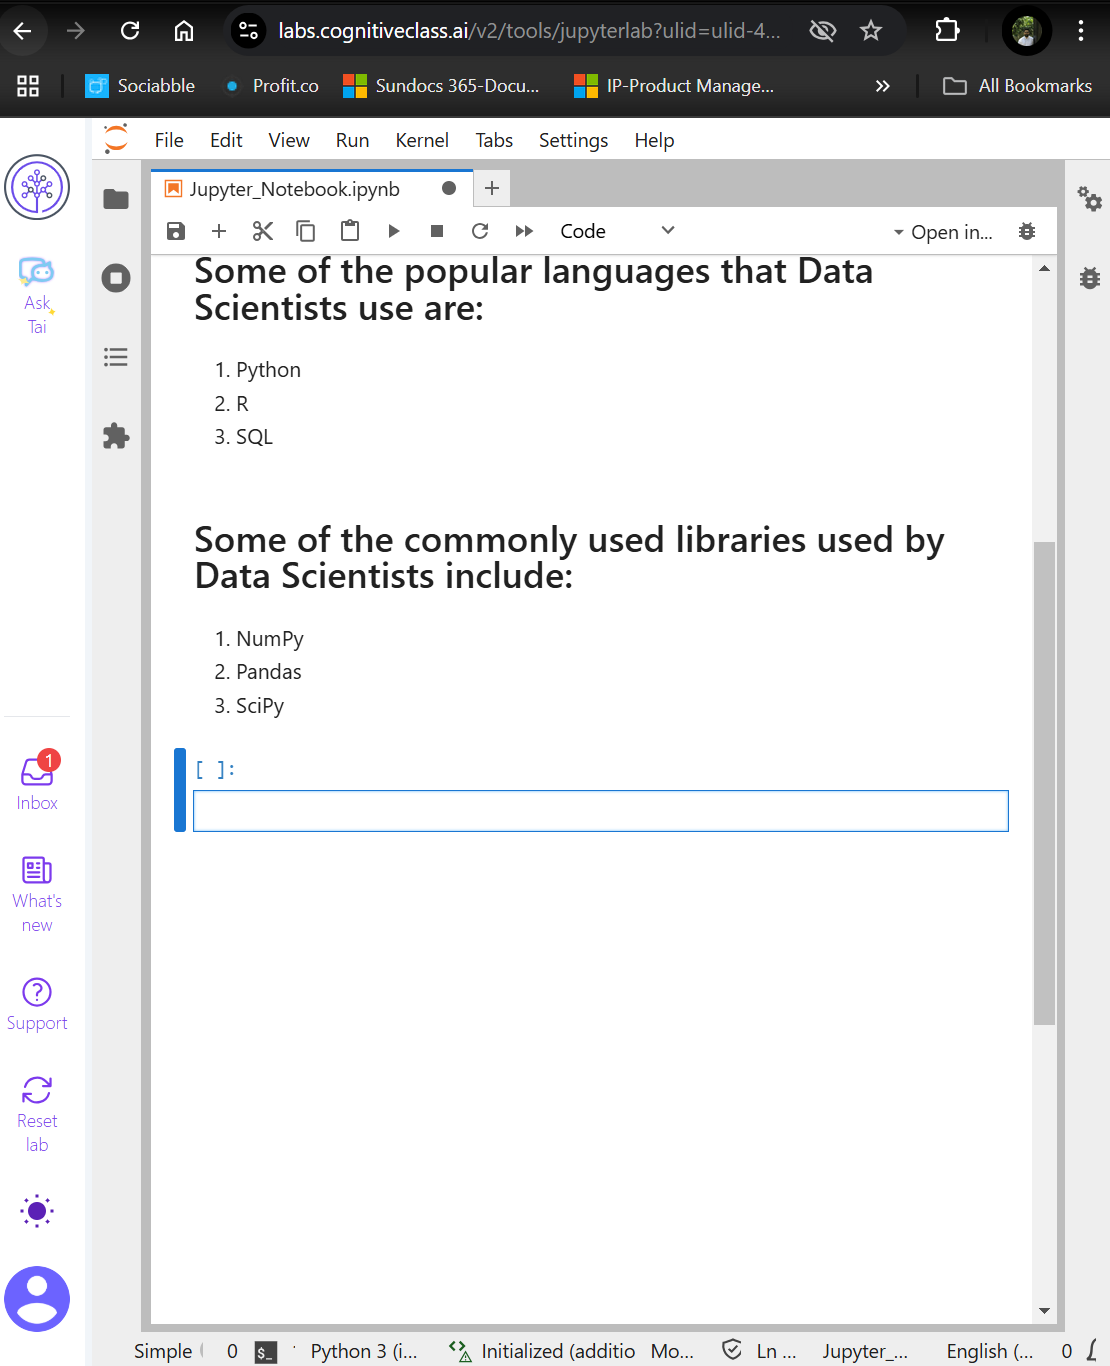 labs.cognitiveclass.ai/v2/tools/jupyterlab?ulid=ulid-4...
Sociabble Profit.co Sundocs 365-Docu... IP-Product Manage... » All Bookmarks
File Edit View Run Kernel Tabs Settings Help
Jupyter_Notebook.ipynb
Code Open in...
Ask
Tai
Some of the popular languages that Data
Scientists use are:
1. Python
2. R
3. SQL
Some of the commonly used libraries used by
Data Scientists include:
1. NumPy
2. Pandas
3. SciPy
[ ]:
1
Inbox
What's
new
Support
Reset
lab
Simple 0 $_ Python 3 (i... Initialized (additio Mo... Ln ... Jupyter_... English (... 0